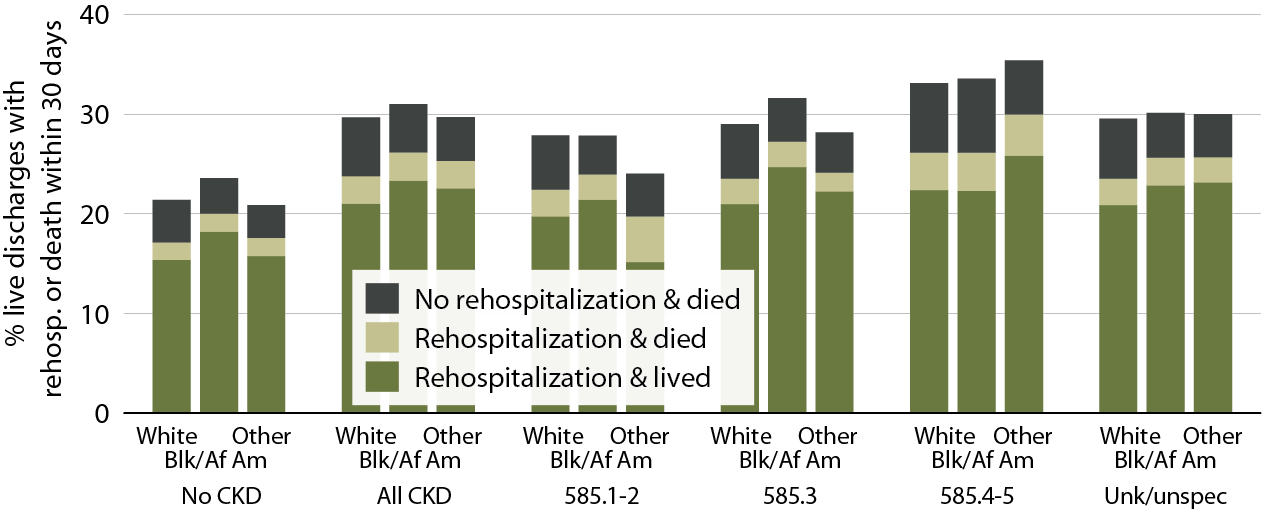 % live discharges with
rehosp. or death within 30 days
40
30
20
10
0
No rehospitalization & died
Rehospitalization & died
Rehospitalization & lived
White Other White Other White Other White Other White Other White Other
Blk/Af Am Blk/Af Am Blk/Af Am Blk/Af Am Blk/Af Am Blk/Af Am
No CKD All CKD 585.1-2 585.3 585.4-5 Unk/unspec